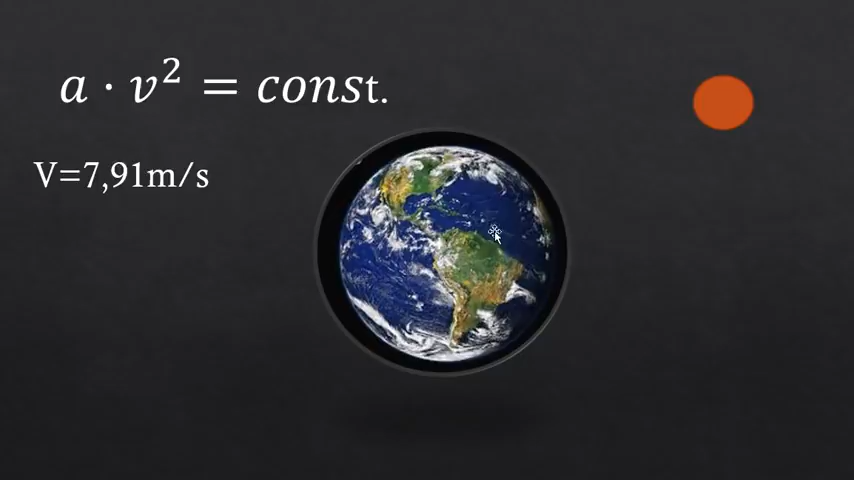 a · v² = const.
V=7,91m/s